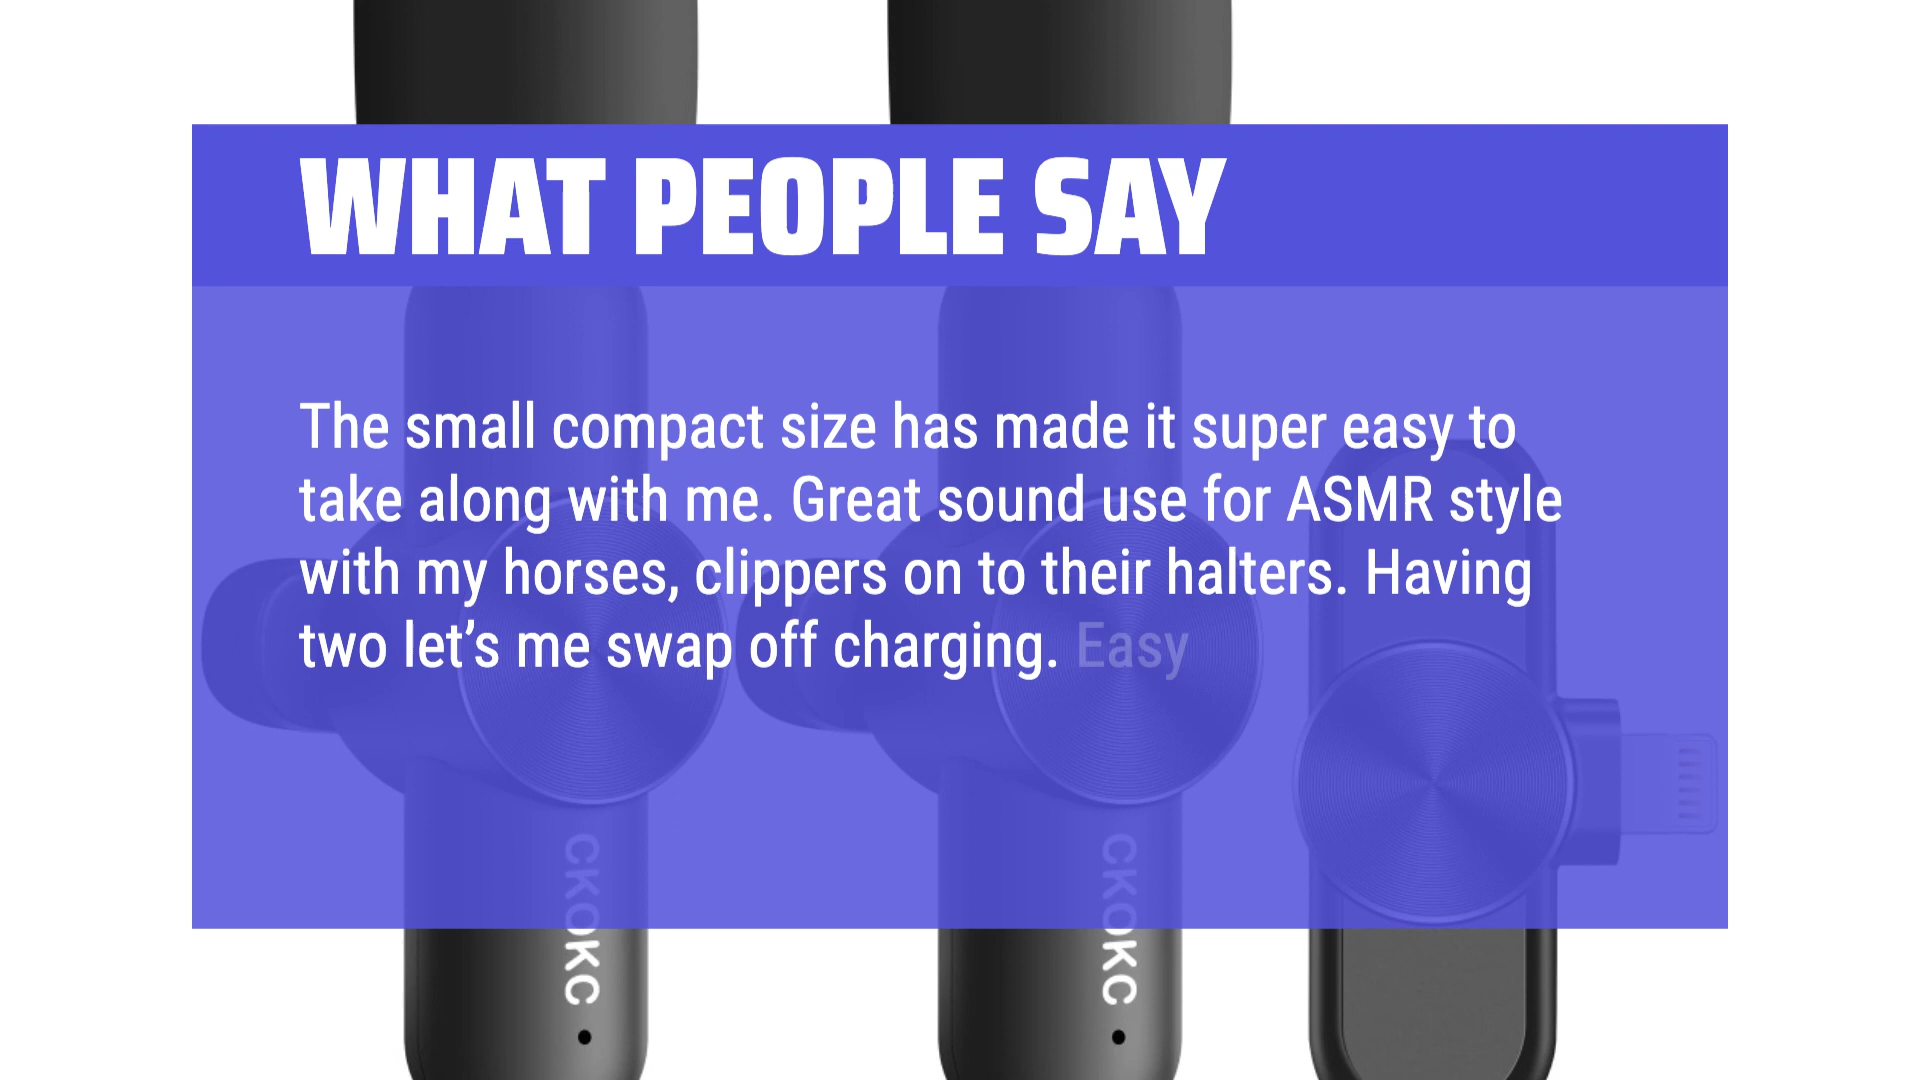 WHAT PEOPLE SAY
The small compact size has made it super easy to
take along with me. Great sound use for ASMR style
with my horses, clippers on to their halters. Having
two let’s me swap off charging. Easy
CKOKC
CKOKC